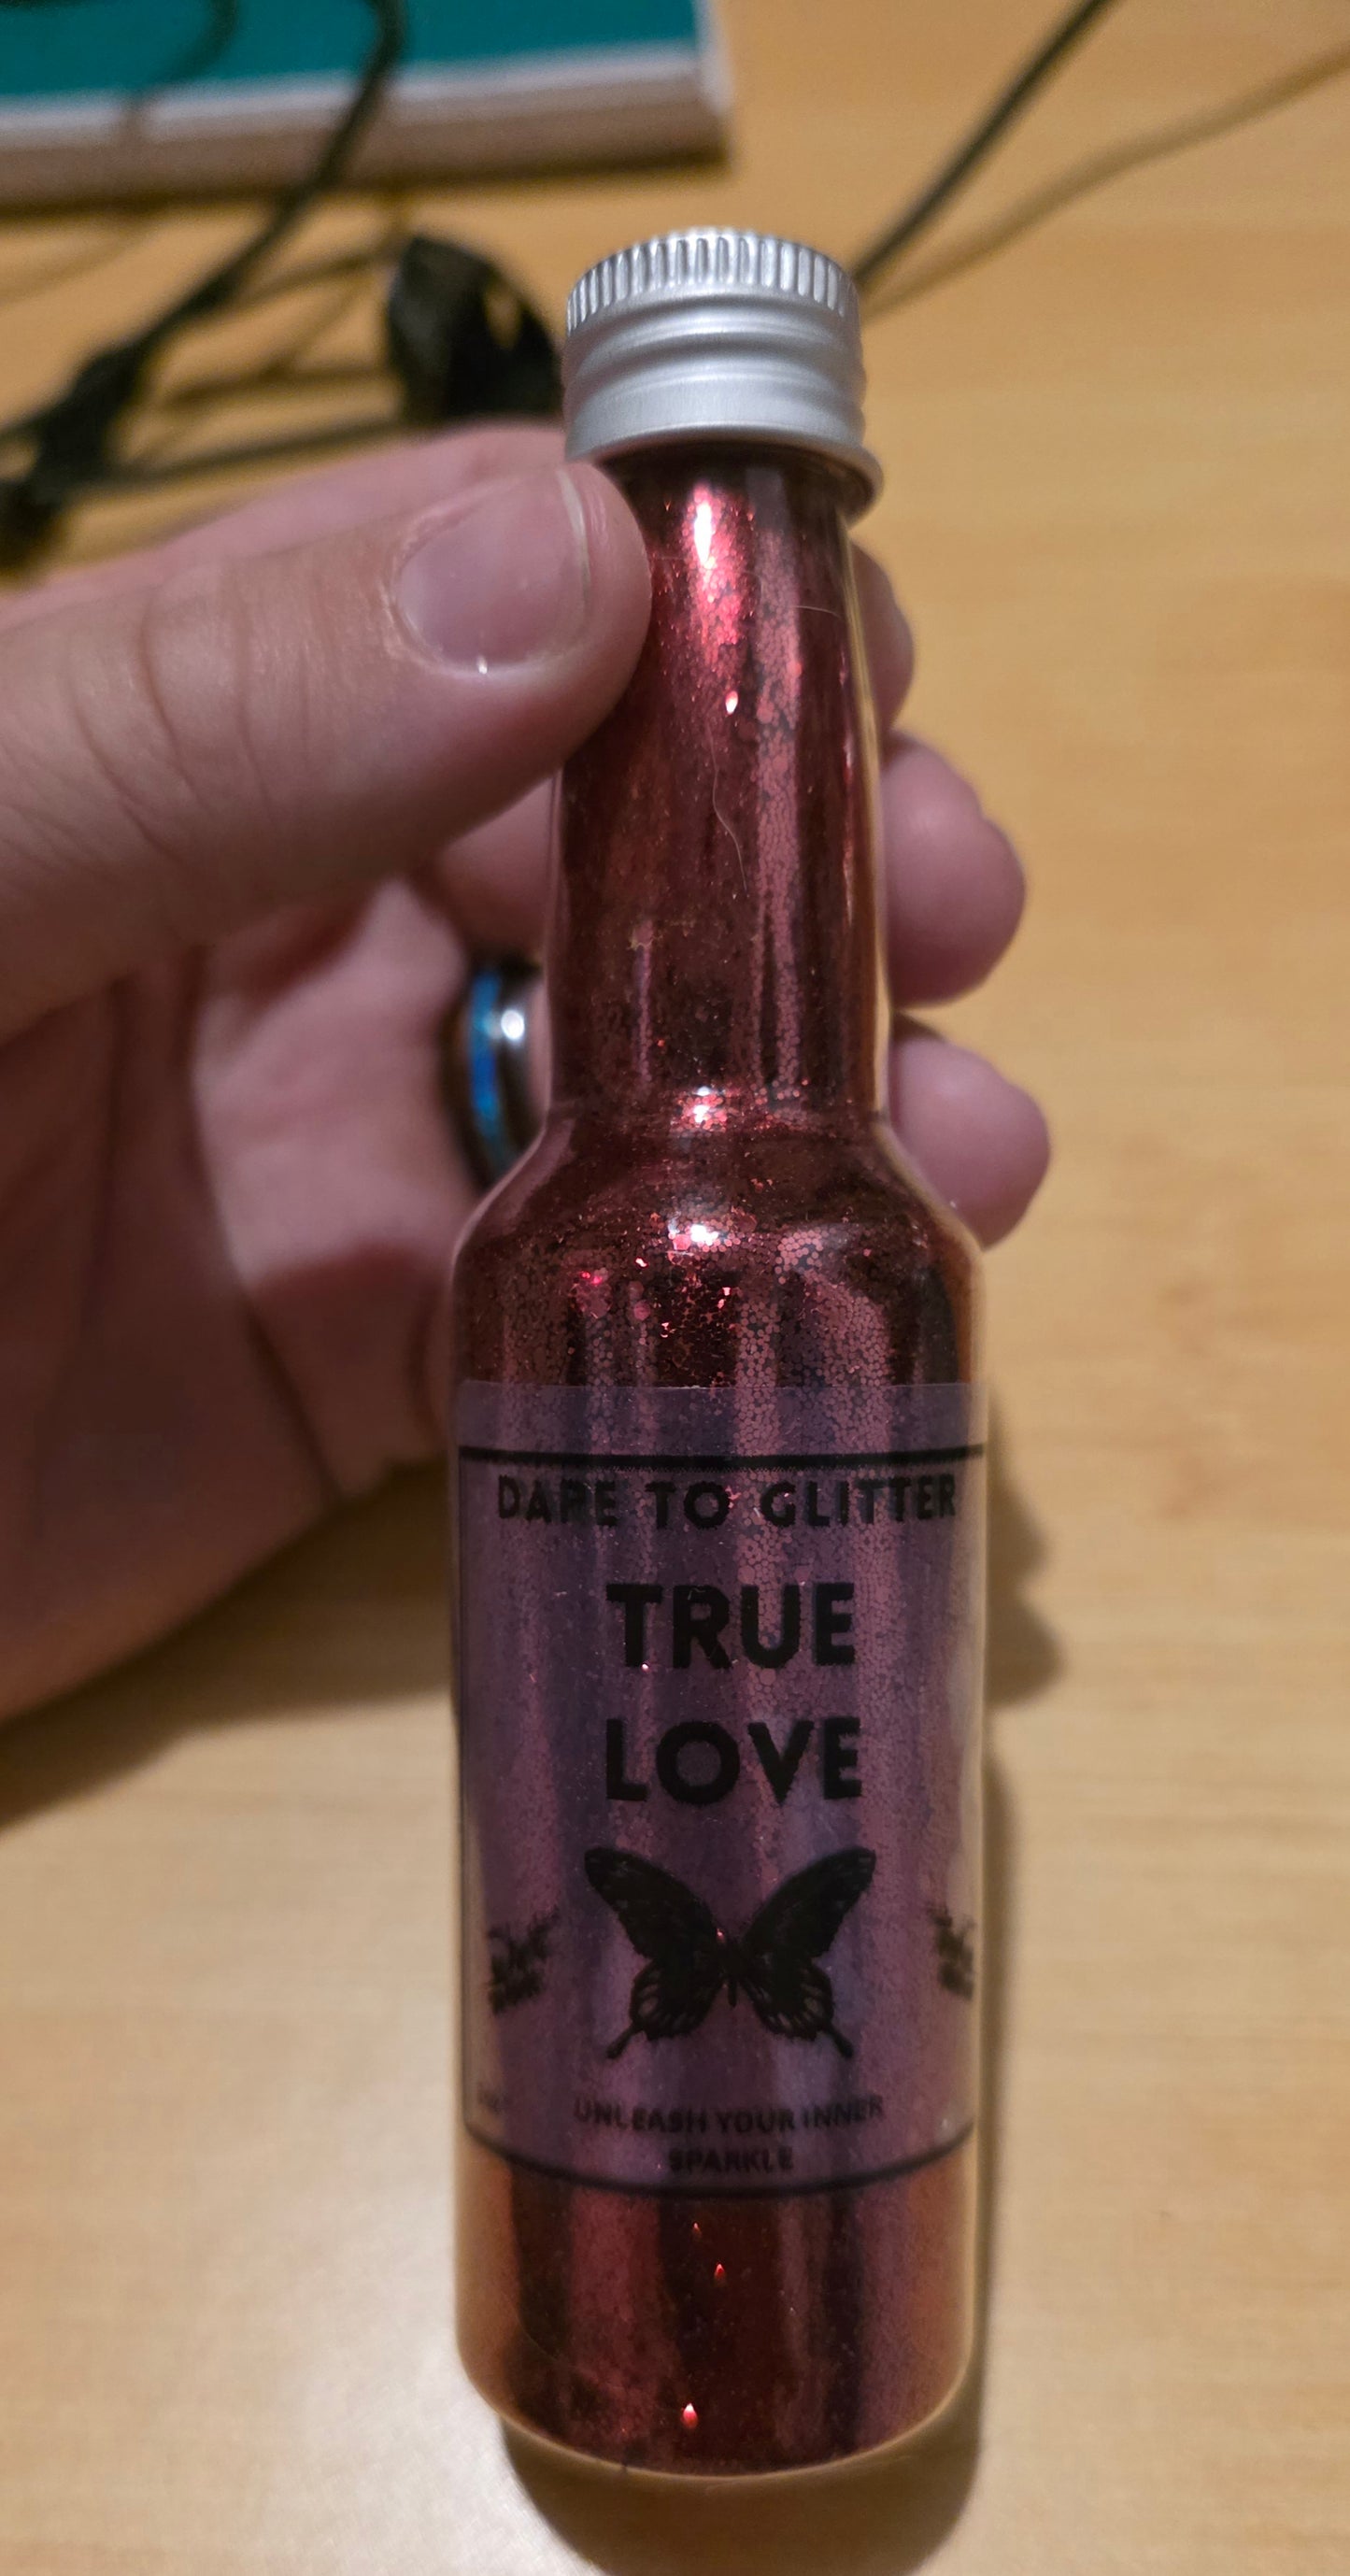 DARE TO GLITTER
TRUE
LOVE
UNLEASH YOUR INNER
SPARKLE